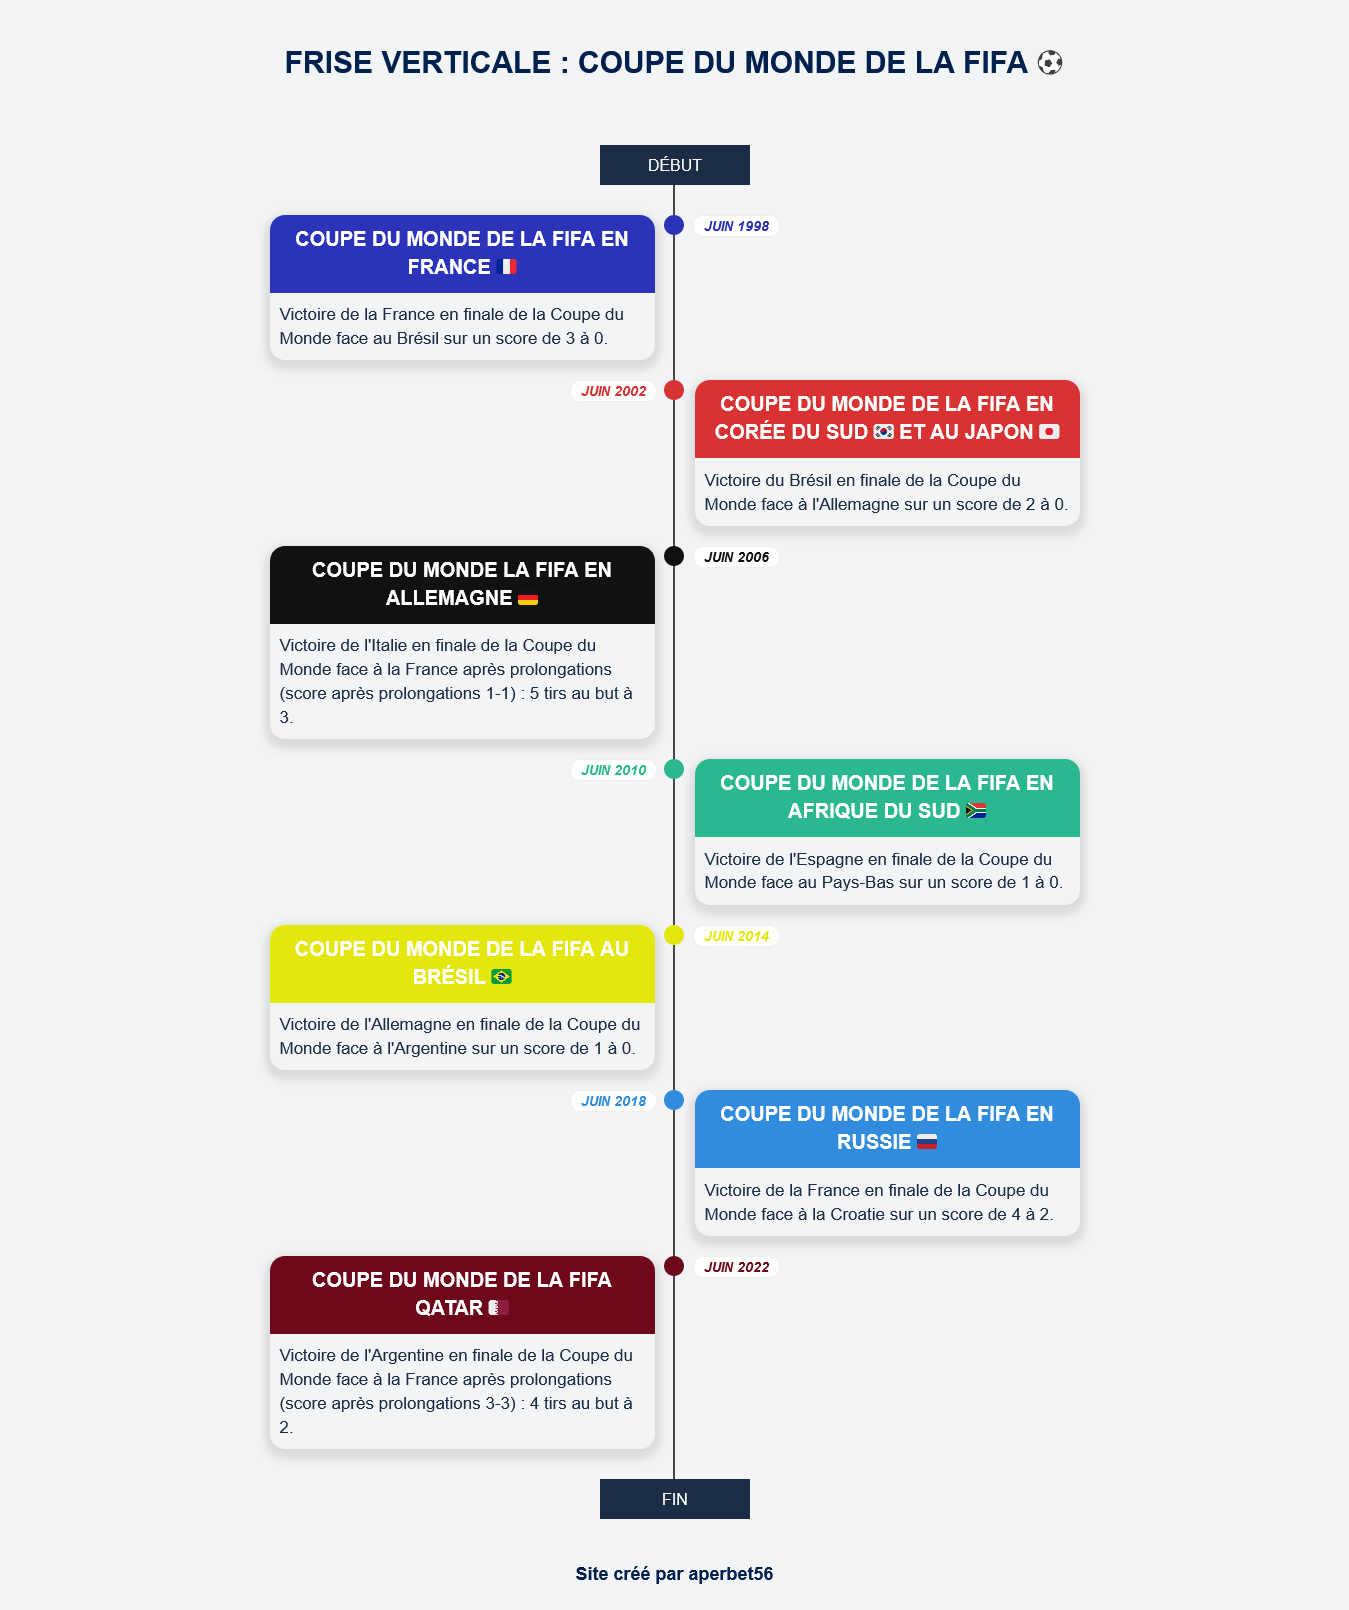 FRISE VERTICALE : COUPE DU MONDE DE LA FIFA
DÉBUT
COUPE DU MONDE DE LA FIFA EN
FRANCE
JUIN 1998
Victoire de la France en finale de la Coupe du
Monde face au Brésil sur un score de 3 à 0.
JUIN 2002
COUPE DU MONDE DE LA FIFA EN
CORÉE DU SUD ET AU JAPON
Victoire du Brésil en finale de la Coupe du
Monde face à l'Allemagne sur un score de 2 à 0.
COUPE DU MONDE LA FIFA EN
ALLEMAGNE
JUIN 2006
Victoire de l'Italie en finale de la Coupe du
Monde face à la France après prolongations
(score après prolongations 1-1) : 5 tirs au but à
3.
JUIN 2010
COUPE DU MONDE DE LA FIFA EN
AFRIQUE DU SUD
Victoire de l'Espagne en finale de la Coupe du
Monde face au Pays-Bas sur un score de 1 à 0.
COUPE DU MONDE DE LA FIFA AU
BRÉSIL
JUIN 2014
Victoire de l'Allemagne en finale de la Coupe du
Monde face à l'Argentine sur un score de 1 à 0.
JUIN 2018
COUPE DU MONDE DE LA FIFA EN
RUSSIE
Victoire de la France en finale de la Coupe du
Monde face à la Croatie sur un score de 4 à 2.
COUPE DU MONDE DE LA FIFA
QATAR
JUIN 2022
Victoire de l'Argentine en finale de la Coupe du
Monde face à la France après prolongations
(score après prolongations 3-3) : 4 tirs au but à
2.
FIN
Site créé par aperbet56